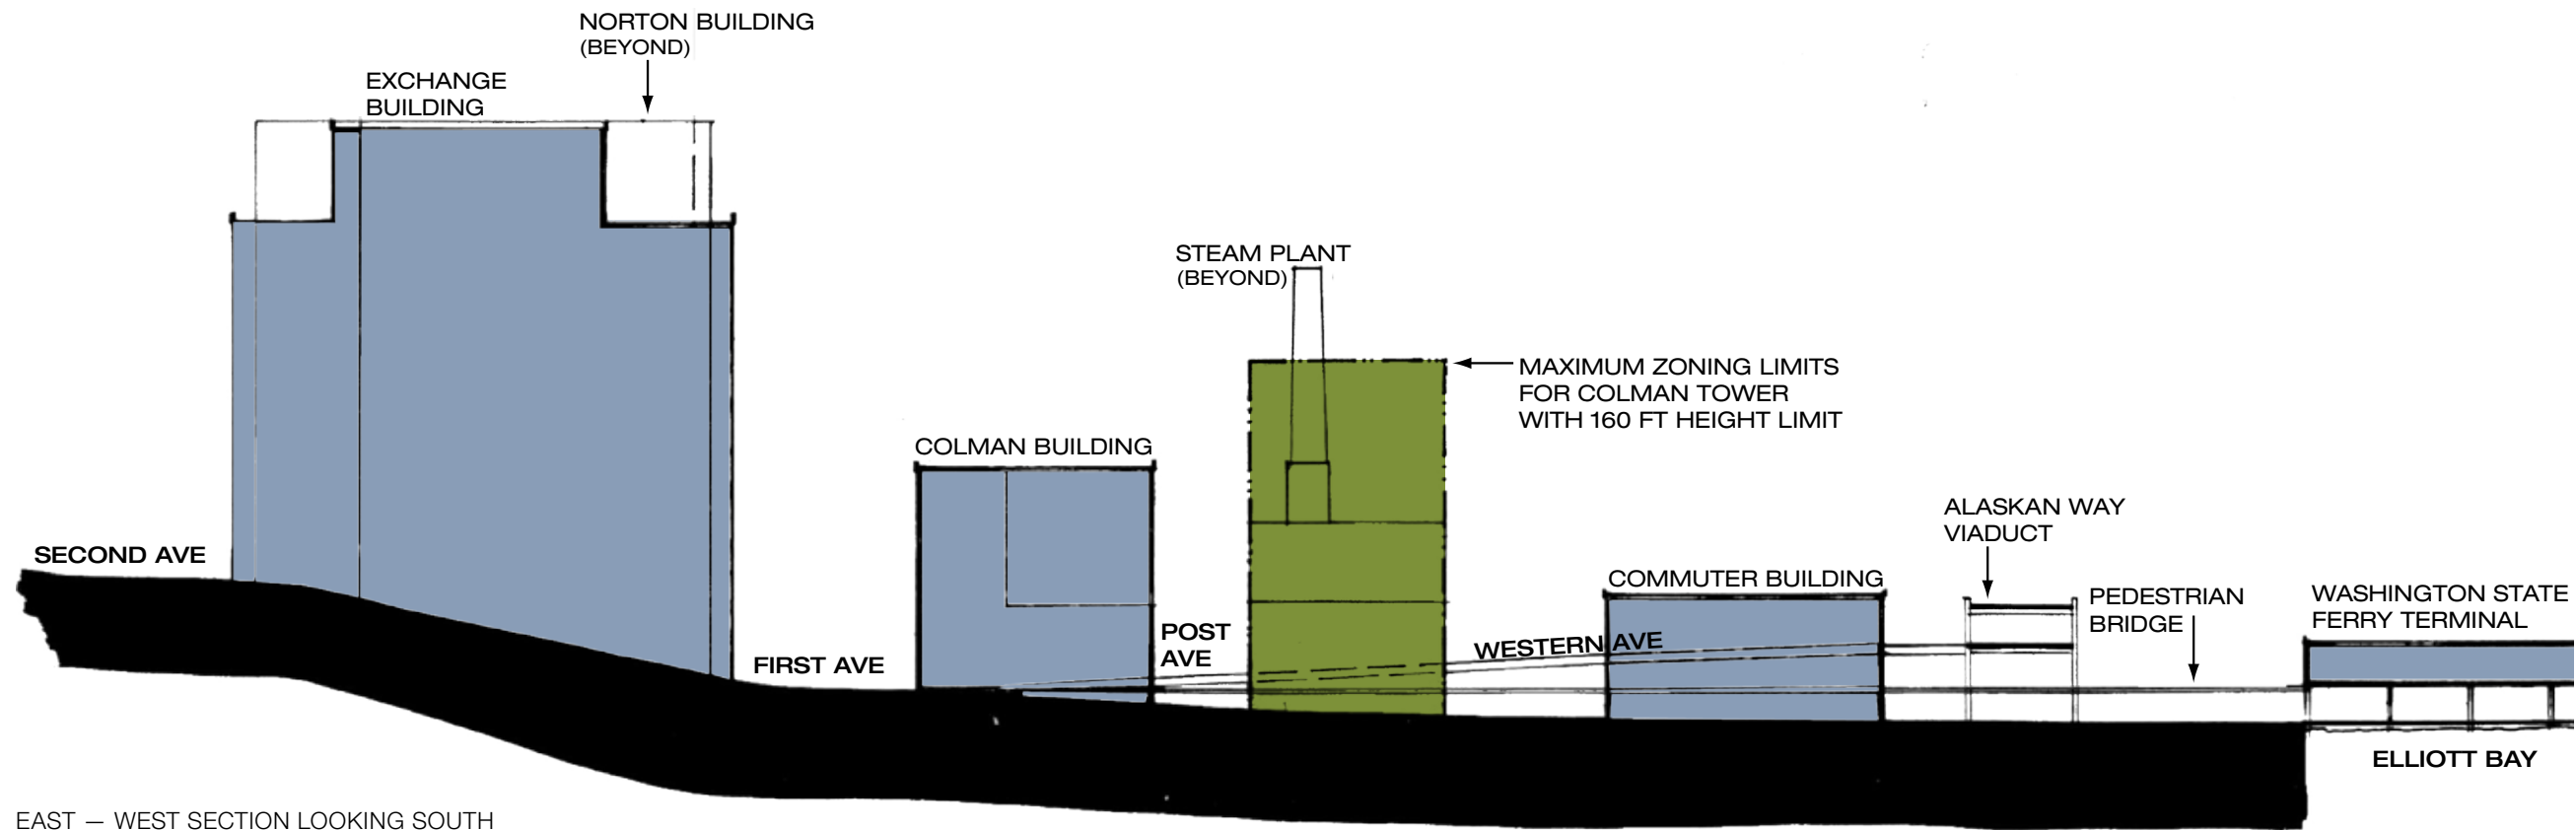 NORTON BUILDING
(BEYOND)
EXCHANGE
BUILDING
STEAM PLANT
(BEYOND)
MAXIMUM ZONING LIMITS
FOR COLMAN TOWER
WITH 160 FT HEIGHT LIMIT
COLMAN BUILDING
ALASKAN WAY
VIADUCT
SECOND AVE
COMMUTER BUILDING
PEDESTRIAN
BRIDGE
WASHINGTON STATE
FERRY TERMINAL
POST
AVE
WESTERN AVE
FIRST AVE
ELLIOTT BAY
EAST — WEST SECTION LOOKING SOUTH